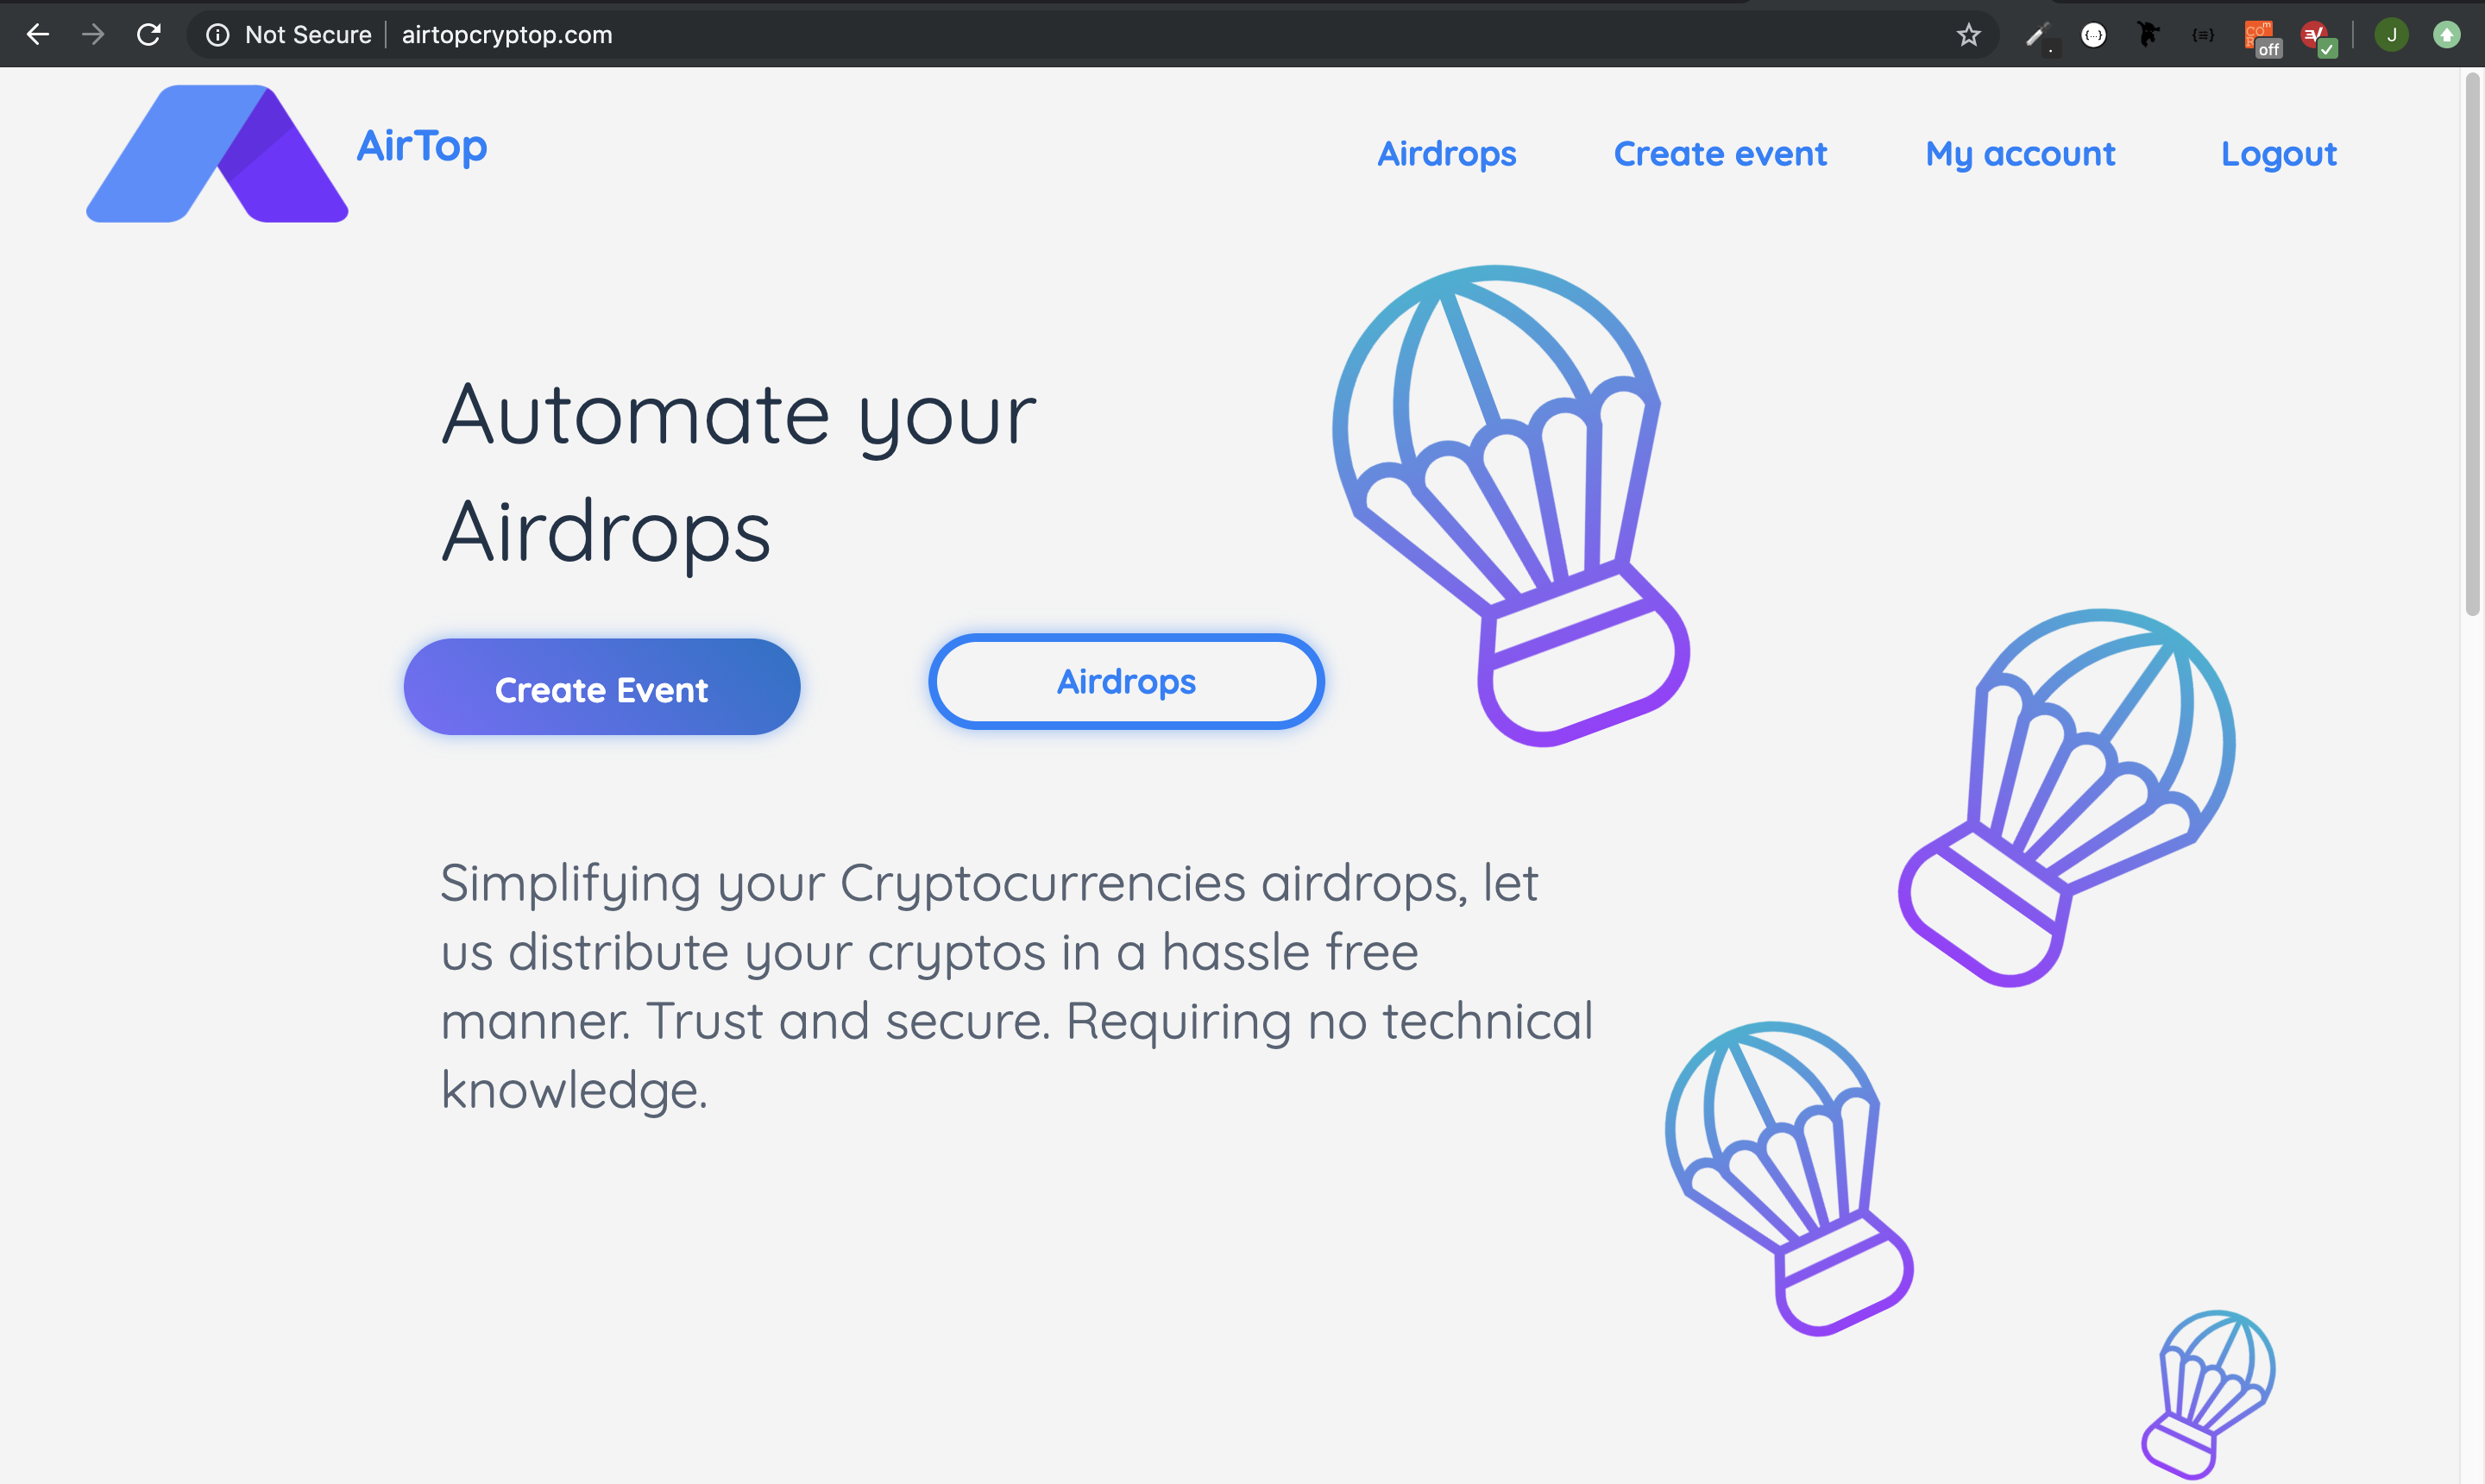 Not Secure airtopcryptop.com
off
J
AirTop
Airdrops Create event My account Logout
Automate your
Airdrops
Create Event Airdrops
Simplifying your Cryptocurrencies airdrops, let
us distribute your cryptos in a hassle free
manner. Trust and secure. Requiring no technical
knowledge.